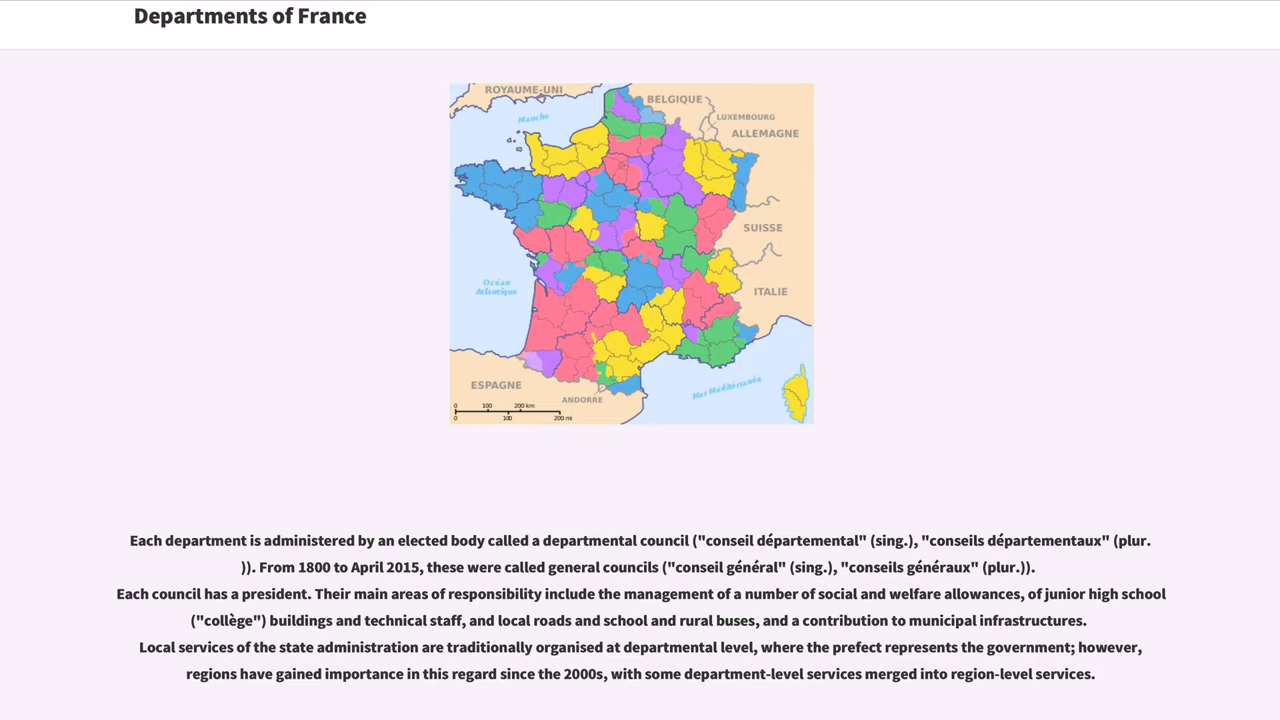 Departments of France
ROYAUME-UNI
BELGIQUE
Manche
LUXEMBOURG
ALLEMAGNE
SUISSE
Océan
Atlantique
ITALIE
ESPAGNE
Mer Méditerranée
ANDORRE
0 100 200 km
0 100 200 mi
Each department is administered by an elected body called a departmental council ("conseil départemental" (sing.), "conseils départementaux" (plur.
)). From 1800 to April 2015, these were called general councils ("conseil général" (sing.), "conseils généraux" (plur.)).
Each council has a president. Their main areas of responsibility include the management of a number of social and welfare allowances, of junior high school
("collège") buildings and technical staff, and local roads and school and rural buses, and a contribution to municipal infrastructures.
Local services of the state administration are traditionally organised at departmental level, where the prefect represents the government; however,
regions have gained importance in this regard since the 2000s, with some department-level services merged into region-level services.